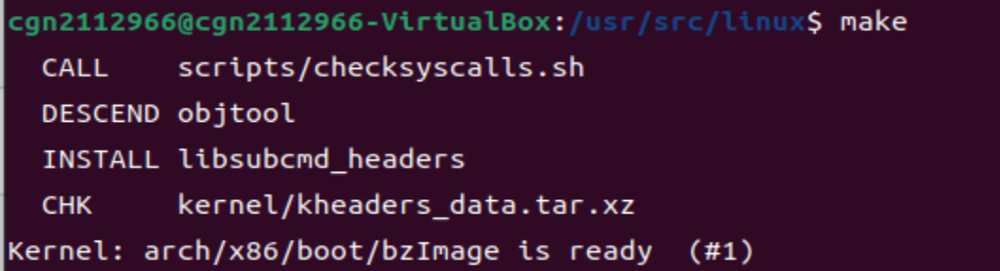 cgn2112966@cgn2112966-VirtualBox:/usr/src/linux$ make
  CALL    scripts/checksyscalls.sh
  DESCEND objtool
  INSTALL libsubcmd_headers
  CHK     kernel/kheaders_data.tar.xz
Kernel: arch/x86/boot/bzImage is ready  (#1)